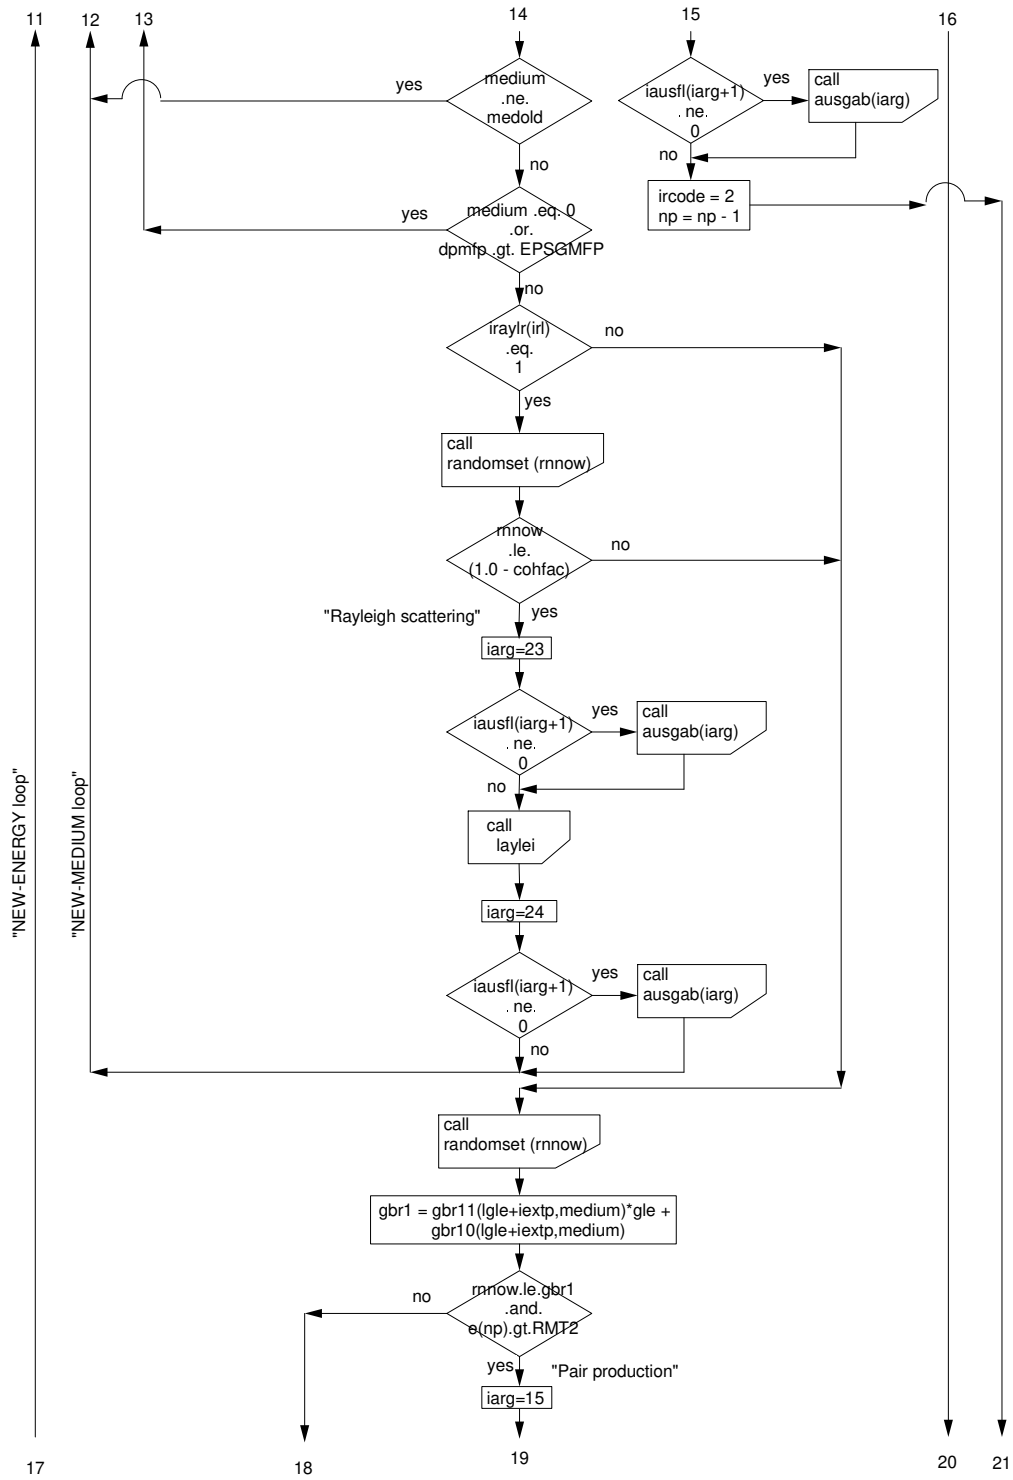 11
12
13
14
15
16
medium
.ne.
medold
yes
no
iausfl(iarg+1)
. ne.
0
yes
call
ausgab(iarg)
no
ircode = 2
np = np - 1
medium .eq. 0
.or.
dpmfp .gt. EPSGMFP
yes
no
iraylr(irl)
.eq.
1
no
yes
call
randomset (rnnow)
rnnow
.le.
(1.0 - cohfac)
no
yes
"Rayleigh scattering"
iarg=23
iausfl(iarg+1)
. ne.
0
yes
call
ausgab(iarg)
no
call
laylei
"NEW-ENERGY loop"
"NEW-MEDIUM loop"
iarg=24
iausfl(iarg+1)
. ne.
0
yes
call
ausgab(iarg)
no
call
randomset (rnnow)
gbr1 = gbr11(lgle+iextp,medium)*gle +
gbr10(lgle+iextp,medium)
rnnow.le.gbr1
.and.
e(np).gt.RMT2
no
yes
"Pair production"
iarg=15
17
18
19
20
21